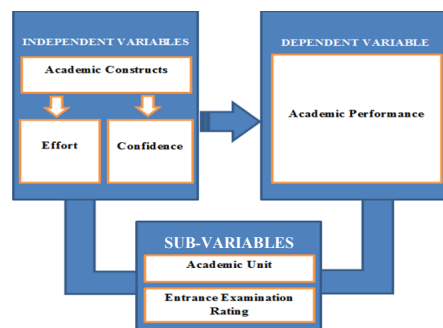 INDEPENDENT VARIABLES
Academic Constructs
Effort
Confidence
DEPENDENT VARIABLE
Academic Performance
SUB-VARIABLES
Academic Unit
Entrance Examination
Rating